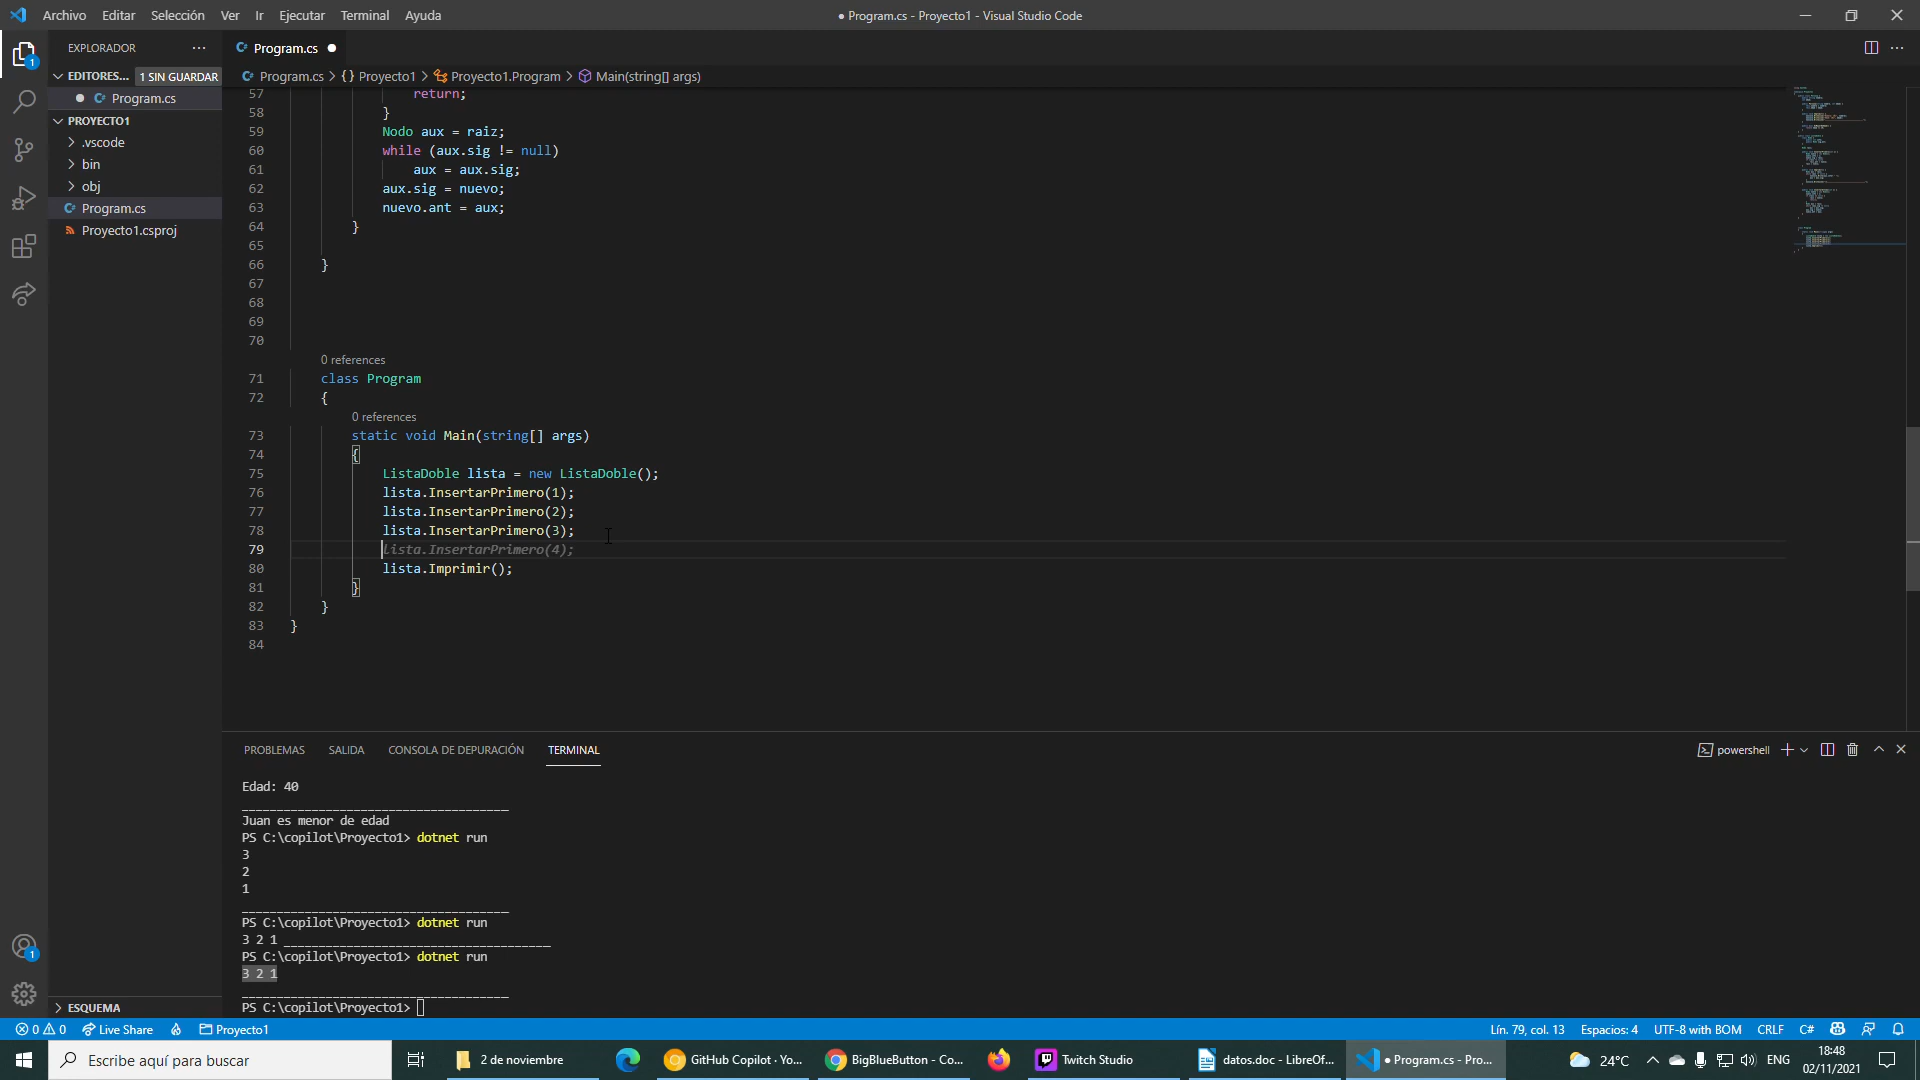 Archivo Editar Selección Ver Ir Ejecutar Terminal Ayuda
● Program.cs - Proyecto1 - Visual Studio Code
EXPLORADOR
EDITORES... 1 SIN GUARDAR
Program.cs
PROYECTO1
.vscode
bin
obj
Program.cs
Proyecto1.csproj
ESQUEMA
1
1
Program.cs
Program.cs > {} Proyecto1 > Proyecto1.Program > Main(string[] args)
57 return;
58 }
59 Nodo aux = raiz;
60 while (aux.sig != null)
61 aux = aux.sig;
62 aux.sig = nuevo;
63 nuevo.ant = aux;
64 }
65
66 }
67
68
69
70
0 references
71 class Program
72 {
0 references
73 static void Main(string[] args)
74 {
75 ListaDoble lista = new ListaDoble();
76 lista.InsertarPrimero(1);
77 lista.InsertarPrimero(2);
78 lista.InsertarPrimero(3);
79 lista.InsertarPrimero(4);
80 lista.Imprimir();
81 }
82 }
83 }
84
PROBLEMAS SALIDA CONSOLA DE DEPURACIÓN TERMINAL
powershell
Edad: 40
______________________________________
Juan es menor de edad
PS C:\copilot\Proyecto1> dotnet run
3
2
1
______________________________________
PS C:\copilot\Proyecto1> dotnet run
3 2 1 ______________________________________
PS C:\copilot\Proyecto1> dotnet run
3 2 1
______________________________________
PS C:\copilot\Proyecto1>
0 0 Live Share Proyecto1
Lín. 79, col. 13 Espacios: 4 UTF-8 with BOM CRLF C#
Escribe aquí para buscar
2 de noviembre
GitHub Copilot - Yo...
BigBlueButton - Co...
Twitch Studio
datos.doc - LibreOf...
● Program.cs - Pro...
24°C
ENG
18:48
02/11/2021